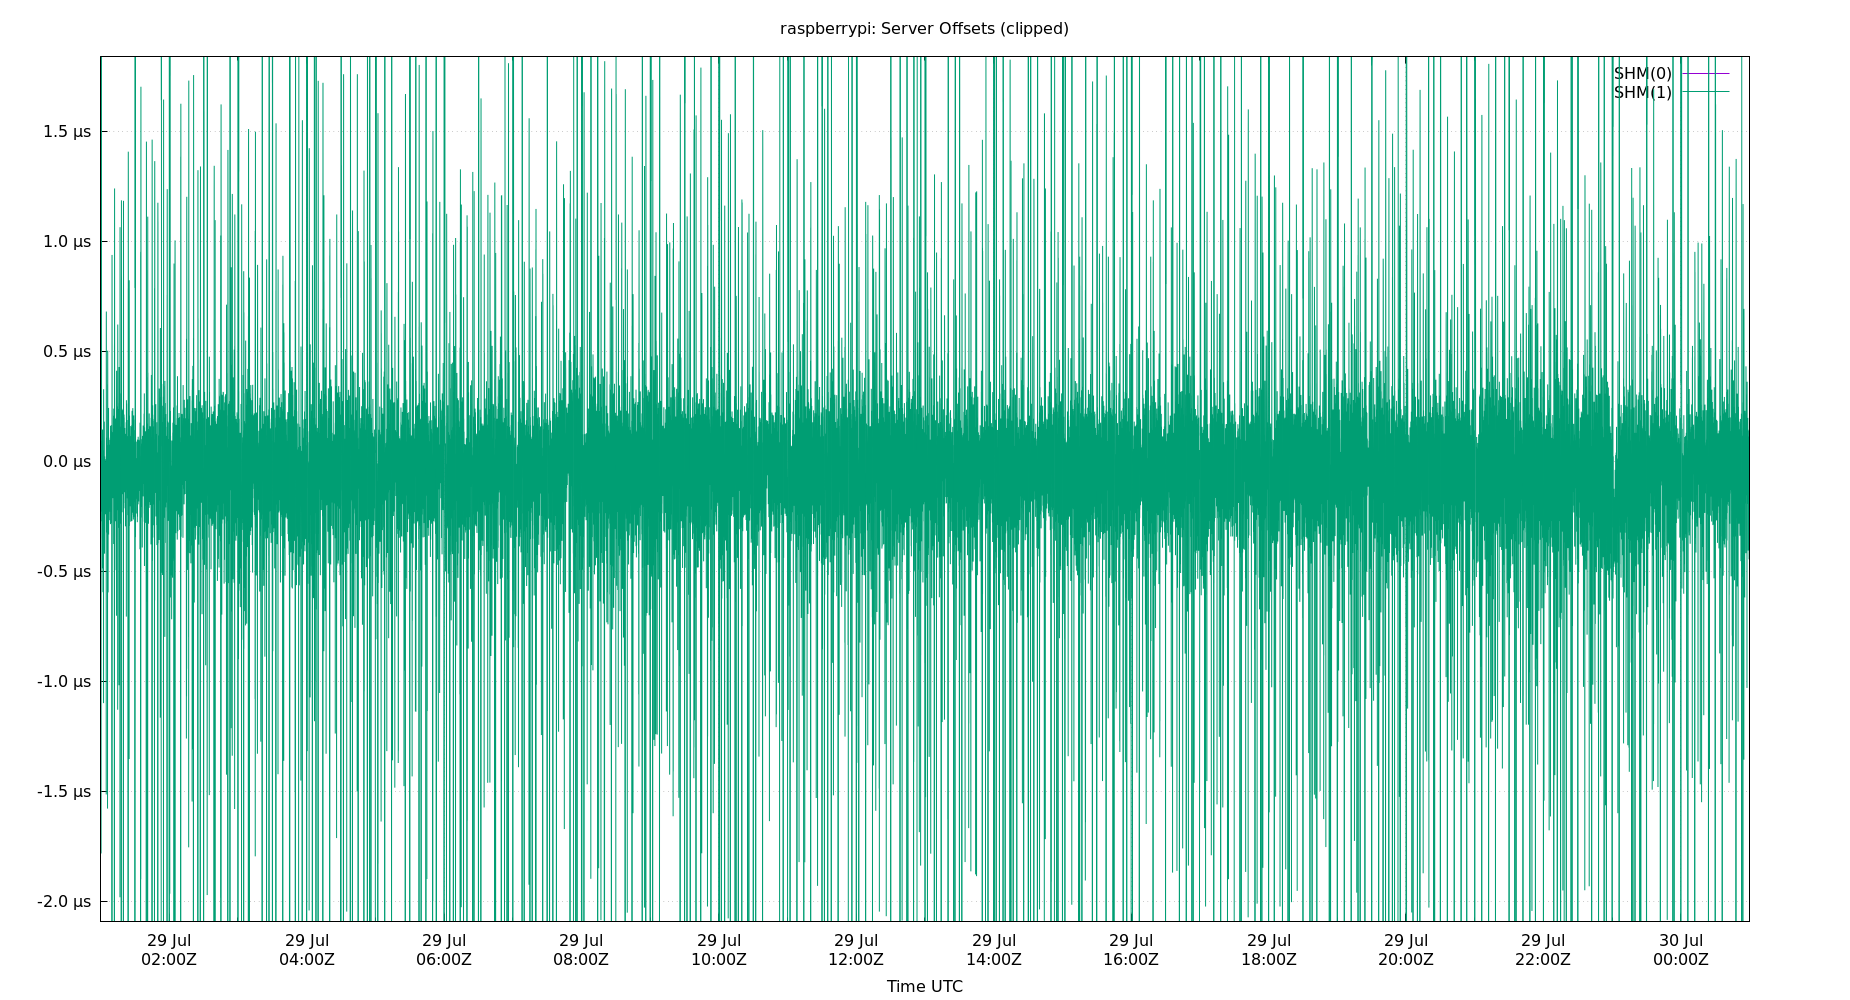 raspberrypi: Server Offsets (clipped)
SHM(0)
SHM(1)
1.5 µs
1.0 µs
0.5 µs
0.0 µs
-0.5 µs
-1.0 µs
-1.5 µs
-2.0 µs
29 Jul 29 Jul 29 Jul 29 Jul 29 Jul 29 Jul 29 Jul 29 Jul 29 Jul 29 Jul 29 Jul 30 Jul
02:00Z 04:00Z 06:00Z 08:00Z 10:00Z 12:00Z 14:00Z 16:00Z 18:00Z 20:00Z 22:00Z 00:00Z
Time UTC